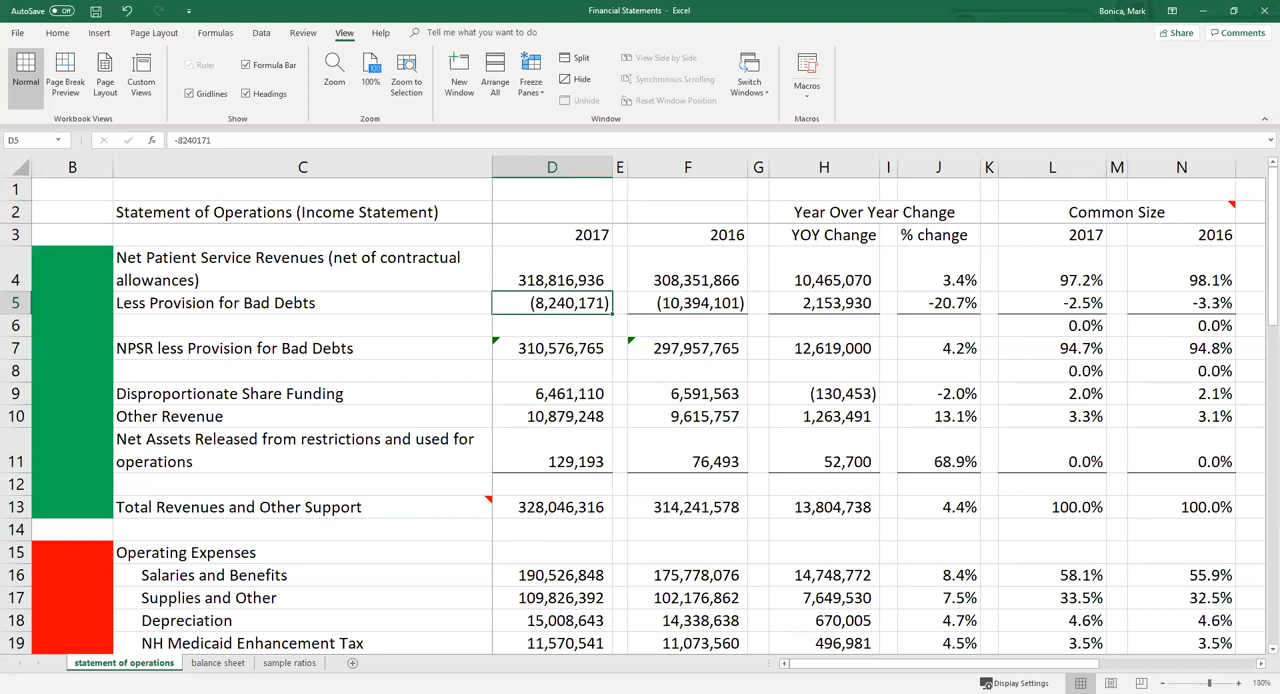 AutoSave Off Financial Statements - Excel Bonica, Mark
File Home Insert Page Layout Formulas Data Review View Help Tell me what you want to do Share Comments
Normal Page Break Preview Page Layout Custom Views
Workbook Views
Ruler Formula Bar
Gridlines Headings
Show
Zoom 100% Zoom to Selection
Zoom
New Window Arrange All Freeze Panes
Split
Hide
Unhide
View Side by Side
Synchronous Scrolling
Reset Window Position
Switch Windows
Window
Macros
Macros
D5 fx -8240171
B C D E F G H I J K L M N
1
2 Statement of Operations (Income Statement) Year Over Year Change Common Size
3 2017 2016 YOY Change % change 2017 2016
Net Patient Service Revenues (net of contractual
4 allowances) 318,816,936 308,351,866 10,465,070 3.4% 97.2% 98.1%
5 Less Provision for Bad Debts (8,240,171) (10,394,101) 2,153,930 -20.7% -2.5% -3.3%
6 0.0% 0.0%
7 NPSR less Provision for Bad Debts 310,576,765 297,957,765 12,619,000 4.2% 94.7% 94.8%
8 0.0% 0.0%
9 Disproportionate Share Funding 6,461,110 6,591,563 (130,453) -2.0% 2.0% 2.1%
10 Other Revenue 10,879,248 9,615,757 1,263,491 13.1% 3.3% 3.1%
Net Assets Released from restrictions and used for
11 operations 129,193 76,493 52,700 68.9% 0.0% 0.0%
12
13 Total Revenues and Other Support 328,046,316 314,241,578 13,804,738 4.4% 100.0% 100.0%
14
15 Operating Expenses
16 Salaries and Benefits 190,526,848 175,778,076 14,748,772 8.4% 58.1% 55.9%
17 Supplies and Other 109,826,392 102,176,862 7,649,530 7.5% 33.5% 32.5%
18 Depreciation 15,008,643 14,338,638 670,005 4.7% 4.6% 4.6%
19 NH Medicaid Enhancement Tax 11,570,541 11,073,560 496,981 4.5% 3.5% 3.5%
statement of operations balance sheet sample ratios
Display Settings 180%